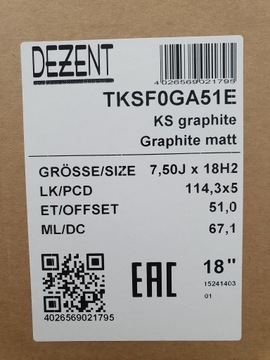 DEZENT
4026569021795
TKSF0GA51E
KS graphite
Graphite matt
GRÖSSE/SIZE 7,50J x 18H2
LK/PCD 114,3x5
ET/OFFSET 51,0
ML/DC 67,1
EAC 18"
15241403
01
4026569021795